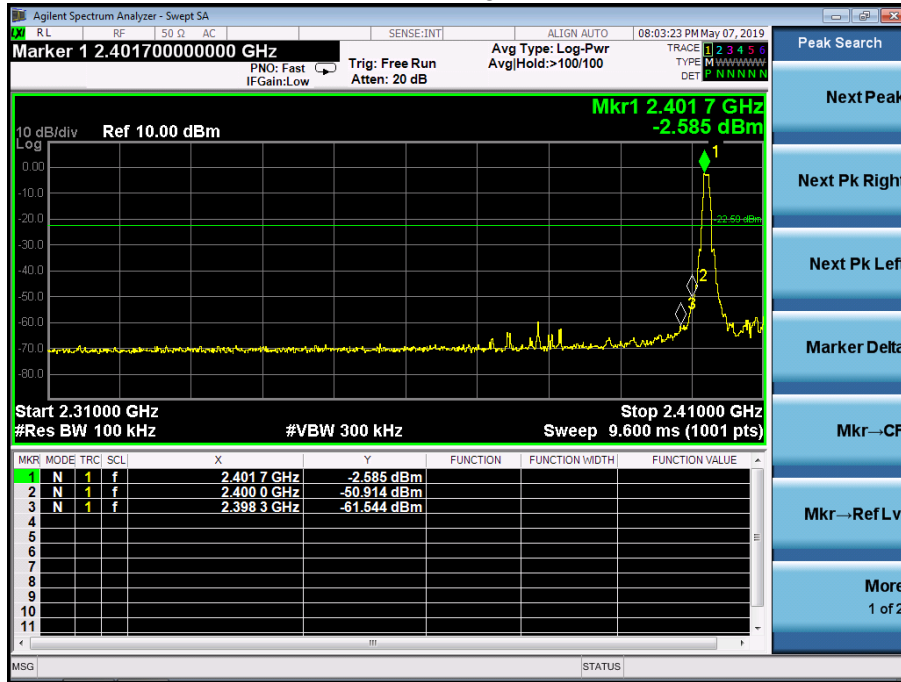 Agilent Spectrum Analyzer - Swept SA
LXI RL RF 50 Ω AC SENSE:INT ALIGN AUTO 08:03:23 PM May 07, 2019
Marker 1 2.401700000000 GHz
PNO: Fast
IFGain:Low
Trig: Free Run
Atten: 20 dB
Avg Type: Log-Pwr
Avg|Hold:>100/100
TRACE 1 2 3 4 5 6
TYPE M WWWWW
DET P N N N N N
Peak Search
Mkr1 2.401 7 GHz
-2.585 dBm
10 dB/div Ref 10.00 dBm
Log
0.00
-10.0
-20.0
-30.0
-40.0
-50.0
-60.0
-70.0
-80.0
1
-22.59 dBm
2
3
Start 2.31000 GHz Stop 2.41000 GHz
#Res BW 100 kHz #VBW 300 kHz Sweep 9.600 ms (1001 pts)
MKR MODE TRC SCL X Y FUNCTION FUNCTION WIDTH FUNCTION VALUE
1 N 1 f 2.401 7 GHz -2.585 dBm
2 N 1 f 2.400 0 GHz -50.914 dBm
3 N 1 f 2.398 3 GHz -61.544 dBm
4
5
6
7
8
9
10
11
MSG STATUS
Next Peak
Next Pk Right
Next Pk Left
Marker Delta
Mkr→CF
Mkr→Ref Lv
More
1 of 2